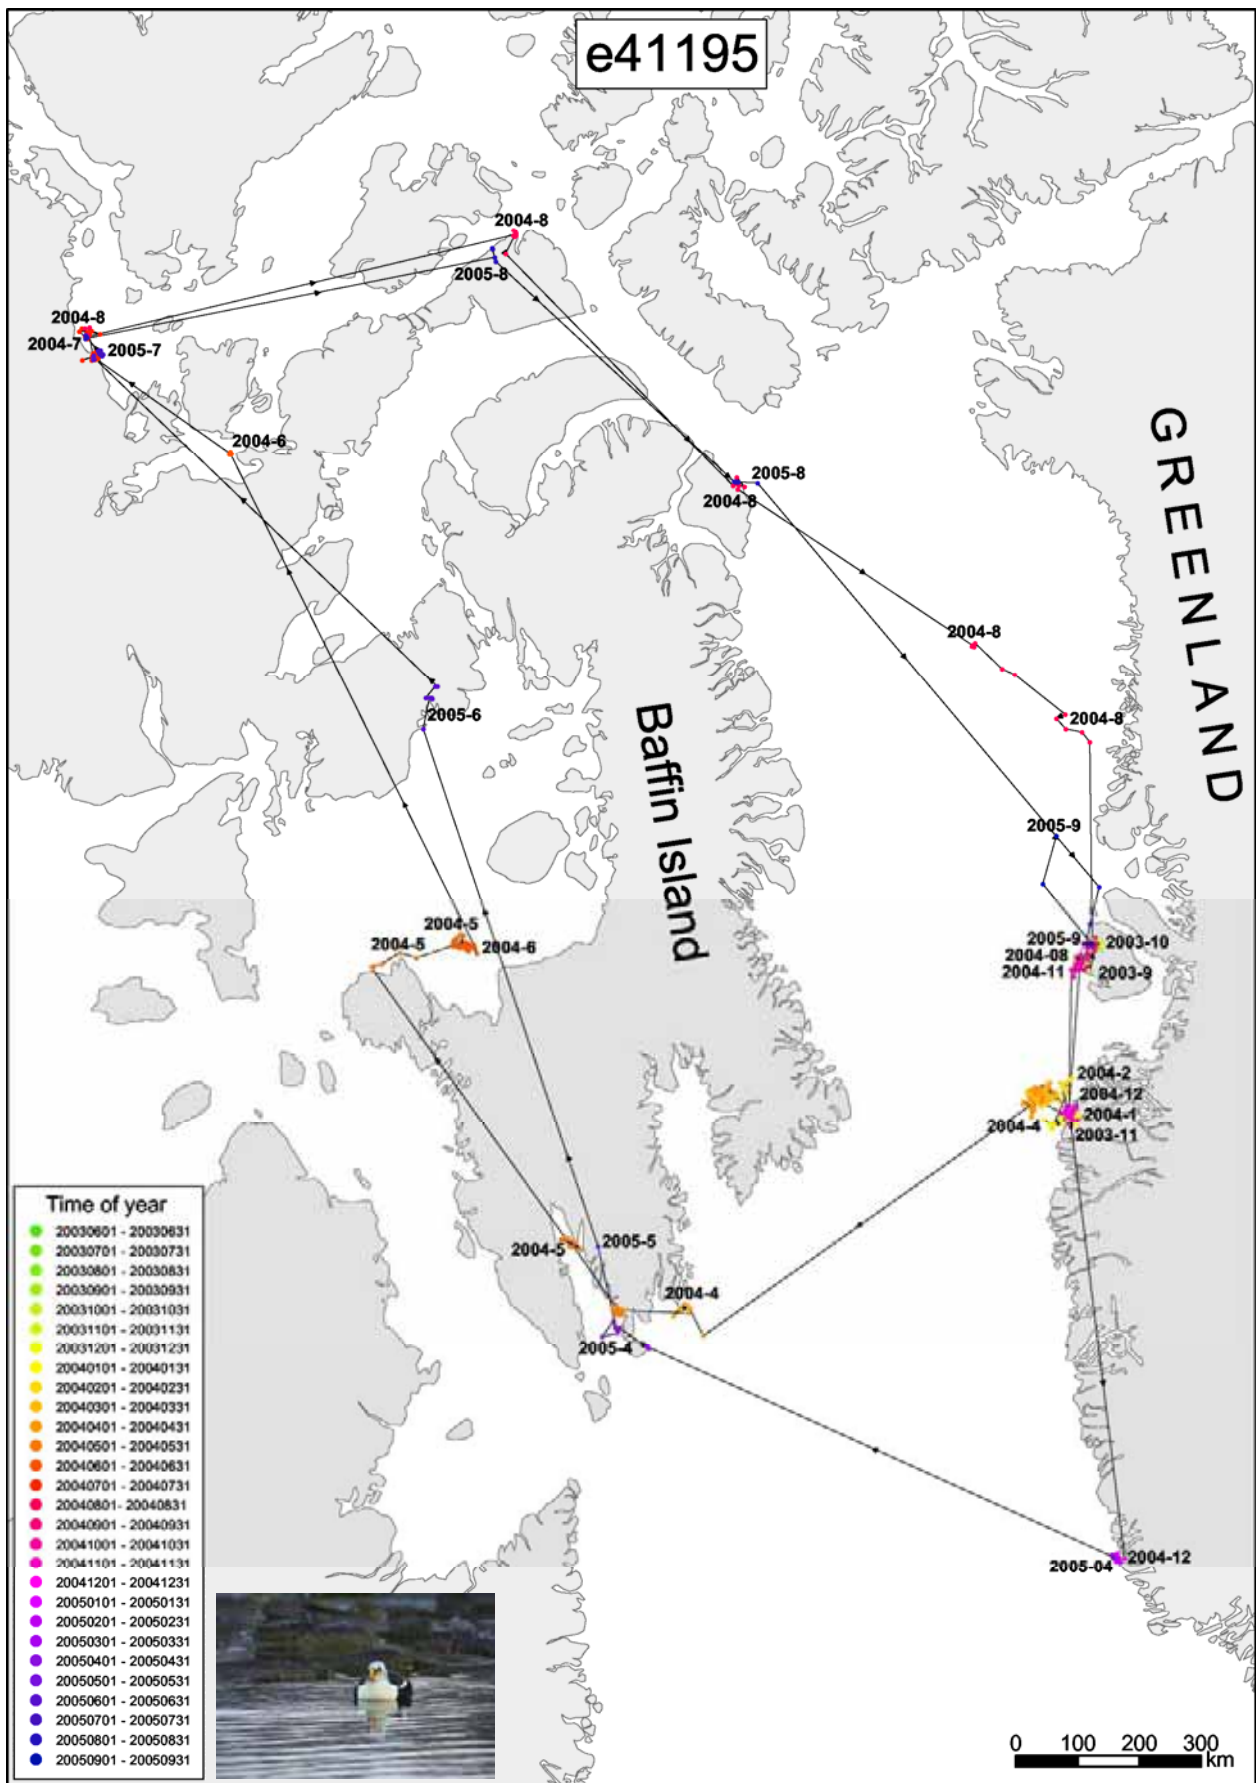 e41195
2004-8
2005-8
2004-8
2004-7
2005-7
2004-6
2005-8
2004-8
GREENLAND
2004-8
2005-6
Baffin Island
2004-8
2005-9
2004-5
2004-5
2004-6
2005-9
2003-10
2004-08
2004-11
2003-9
2004-2
2004-12
2004-1
2004-4
2003-11
2004-5
2005-5
2004-4
2005-4
2004-12
2005-04
Time of year
20030601 - 20030631
20030701 - 20030731
20030801 - 20030831
20030901 - 20030931
20031001 - 20031031
20031101 - 20031131
20031201 - 20031231
20040101 - 20040131
20040201 - 20040231
20040301 - 20040331
20040401 - 20040431
20040501 - 20040531
20040601 - 20040631
20040701 - 20040731
20040801- 20040831
20040901 - 20040931
20041001 - 20041031
20041101 - 20041131
20041201 - 20041231
20050101 - 20050131
20050201 - 20050231
20050301 - 20050331
20050401 - 20050431
20050501 - 20050531
20050601 - 20050631
20050701 - 20050731
20050801 - 20050831
20050901 - 20050931
0 100 200 300
km